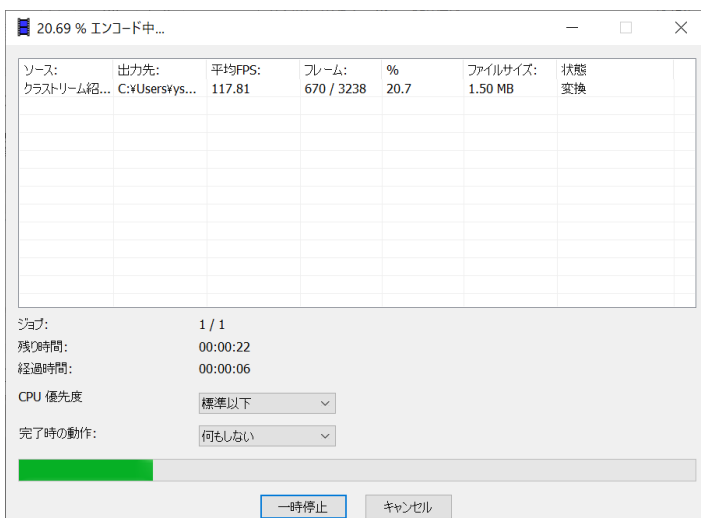 20.69 % エンコード中...
ソース: 出力先: 平均FPS: フレーム: % ファイルサイズ: 状態
クラストリーム紹... C:¥Users¥ys... 117.81 670 / 3238 20.7 1.50 MB 変換
ジョブ: 1 / 1
残り時間: 00:00:22
経過時間: 00:00:06
CPU 優先度 標準以下
完了時の動作: 何もしない
一時停止 キャンセル